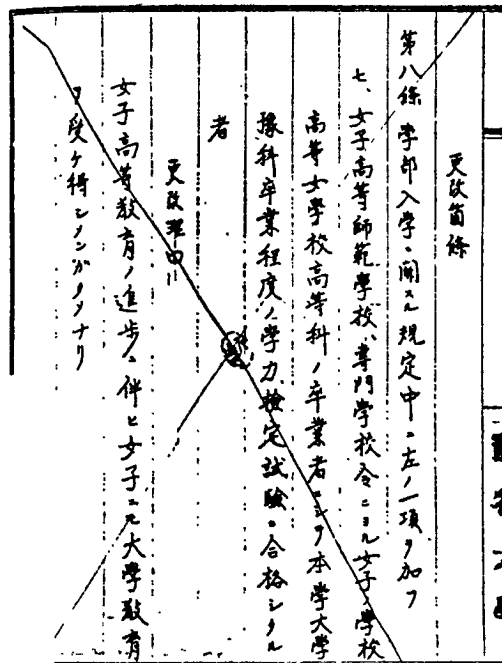 更改箇條
第八條 學部入學ニ関スル規定中ニ左ノ一項ヲ加フ
七、女子高等師範學校、専門學校令ニヨル女子ノ學校
高等女學校高等科ノ卒業者ニシテ本學大學
豫科卒業程度ノ學力檢定試驗ニ合格シタル
者
更改理由
女子高等教育ノ進歩ニ伴ヒ女子ニモ大學教育
ヲ受ケ得シメンガタメナリ